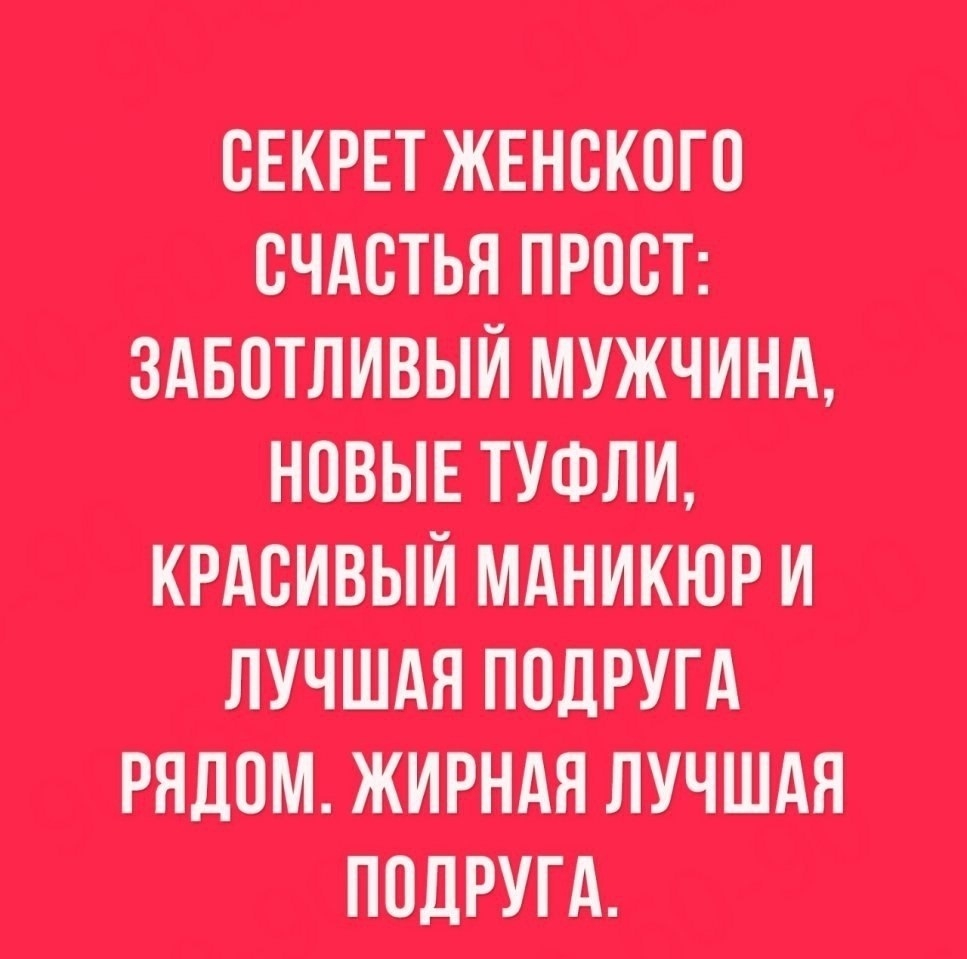 СЕКРЕТ ЖЕНСКОГО
СЧАСТЬЯ ПРОСТ:
ЗАБОТЛИВЫЙ МУЖЧИНА,
НОВЫЕ ТУФЛИ,
КРАСИВЫЙ МАНИКЮР И
ЛУЧШАЯ ПОДРУГА
РЯДОМ. ЖИРНАЯ ЛУЧШАЯ
ПОДРУГА.